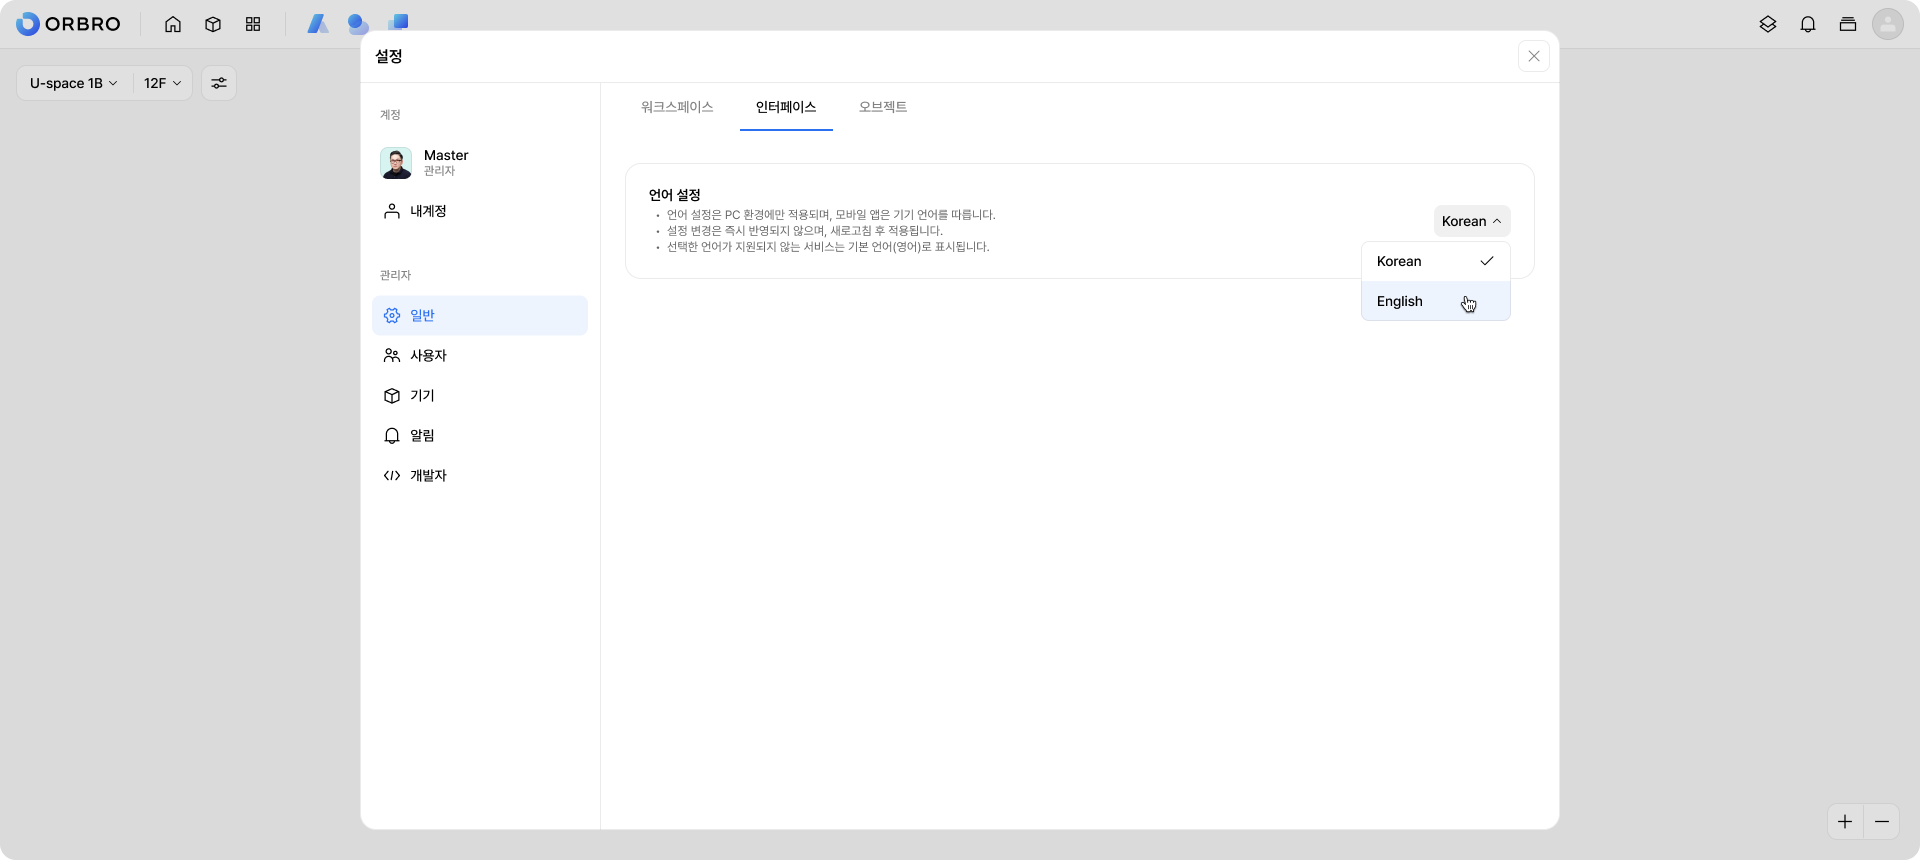 ORBRO
U-space 1B
12F
설정
계정
Master
관리자
내계정
관리자
일반
사용자
기기
알림
개발자
워크스페이스
인터페이스
오브젝트
언어 설정
• 언어 설정은 PC 환경에만 적용되며, 모바일 앱은 기기 언어를 따릅니다.
• 설정 변경은 즉시 반영되지 않으며, 새로고침 후 적용됩니다.
• 선택한 언어가 지원되지 않는 서비스는 기본 언어(영어)로 표시됩니다.
Korean
Korean
English